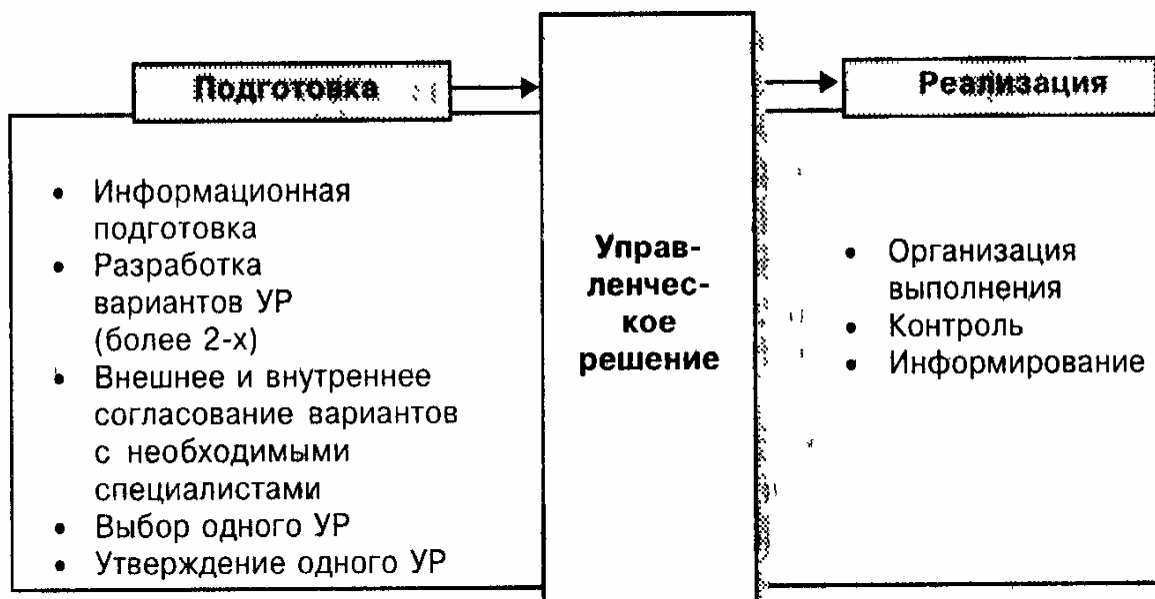 Подготовка
Информационная
подготовка
Разработка
вариантов УР
(более 2-х)
Внешнее и внутреннее
согласование вариантов
с необходимыми
специалистами
Выбор одного УР
Утверждение одного УР
Управ-
ленчес-
кое
решение
Реализация
Организация
выполнения
Контроль
Информирование